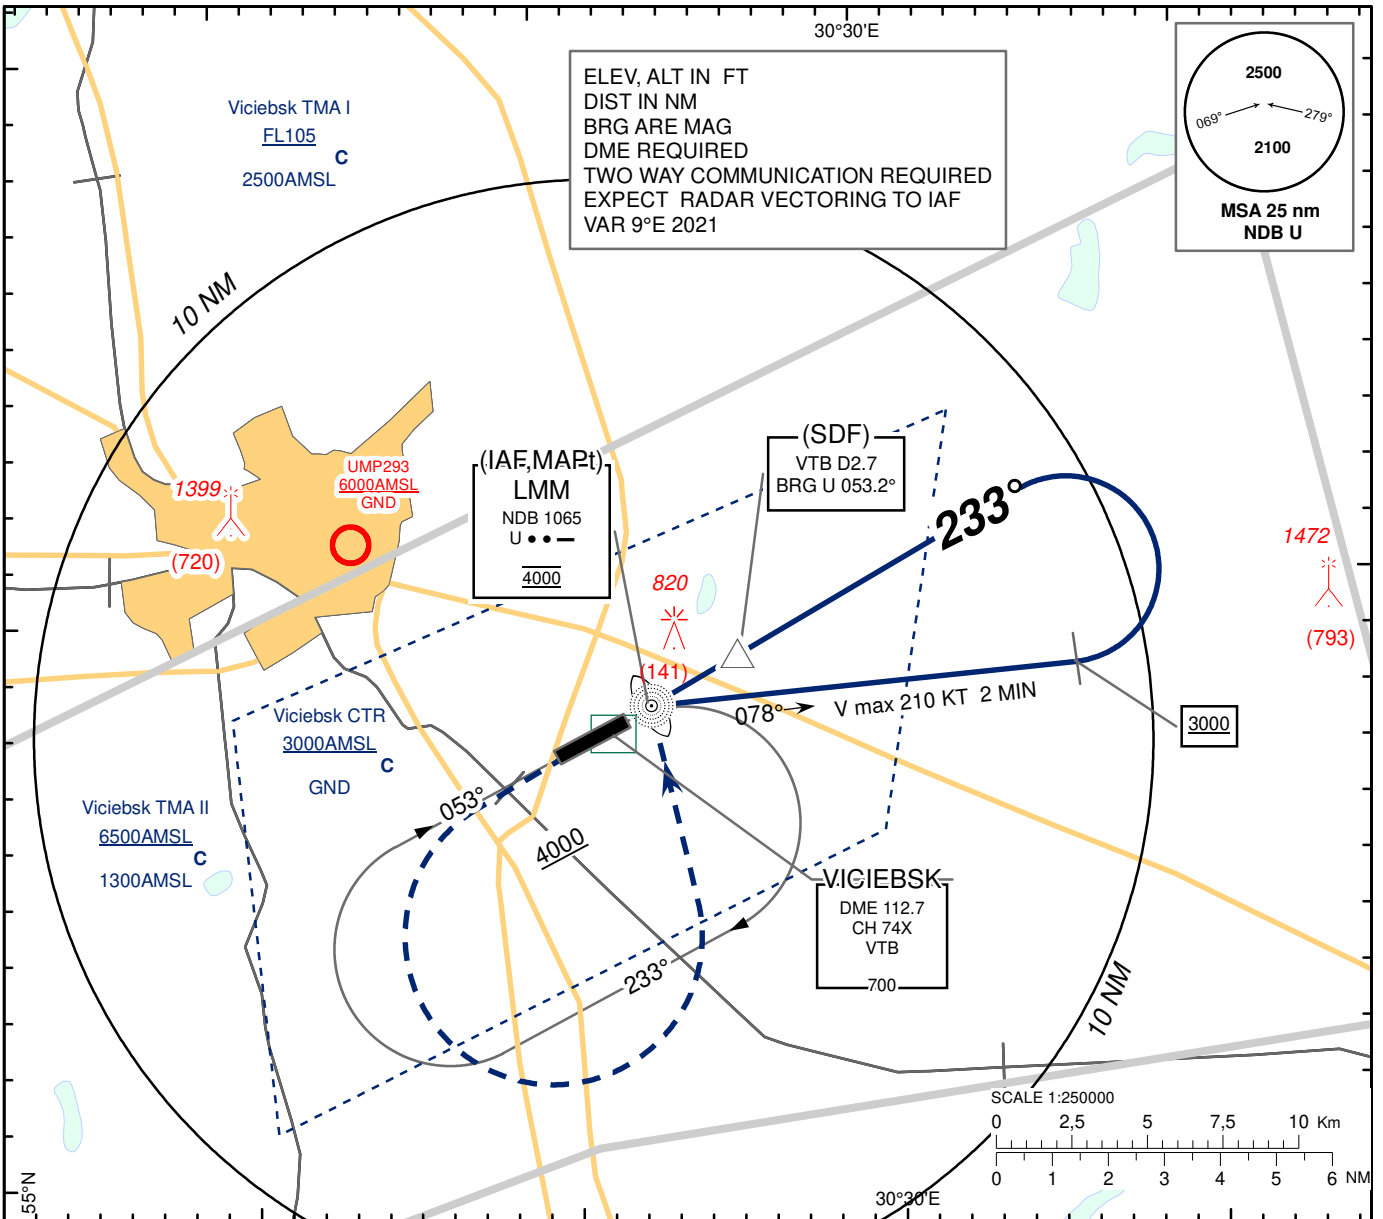 30°30'E
ELEV, ALT IN FT
DIST IN NM
BRG ARE MAG
DME REQUIRED
TWO WAY COMMUNICATION REQUIRED
EXPECT RADAR VECTORING TO IAF
VAR 9°E 2021
2500
069°
279°
2100
MSA 25 nm
NDB U
Viciebsk TMA I
FL105
C
2500AMSL
10 NM
UMP293
6000AMSL
GND
1399
(720)
(IAF,MAPt)
LMM
NDB 1065
U • • —
4000
(SDF)
VTB D2.7
BRG U 053.2°
233°
820
(141)
1472
(793)
078°
V max 210 KT 2 MIN
3000
Viciebsk CTR
3000AMSL
C
GND
Viciebsk TMA II
6500AMSL
C
1300AMSL
053°
4000
233°
VICIEBSK
DME 112.7
CH 74X
VTB
700
10 NM
SCALE 1:250000
0 2,5 5 7,5 10 Km
0 1 2 3 4 5 6 NM
55°N
30°30'E